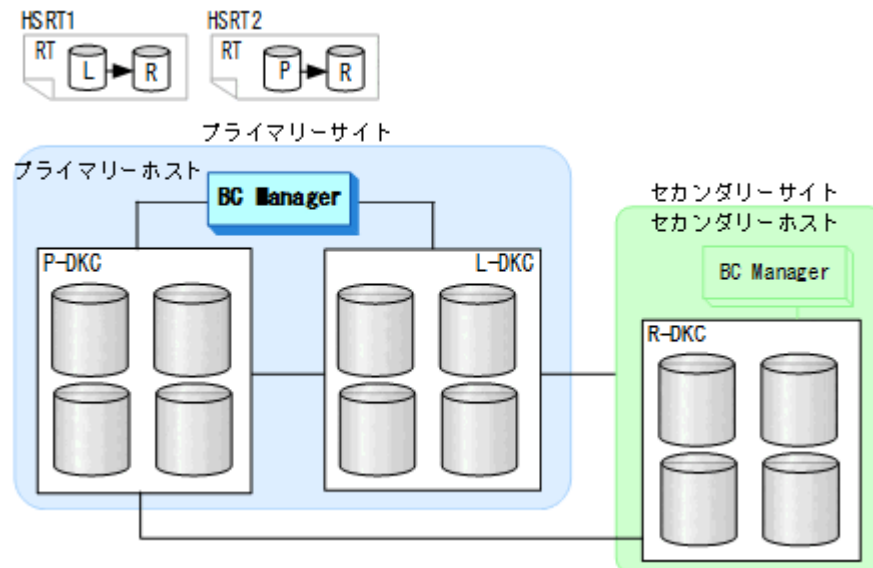 HSRT1
HSRT2
RT
L
R
RT
P
R
プライマリーサイト
プライマリーホスト
BC Manager
セカンダリーサイト
セカンダリーホスト
BC Manager
P-DKC
L-DKC
R-DKC